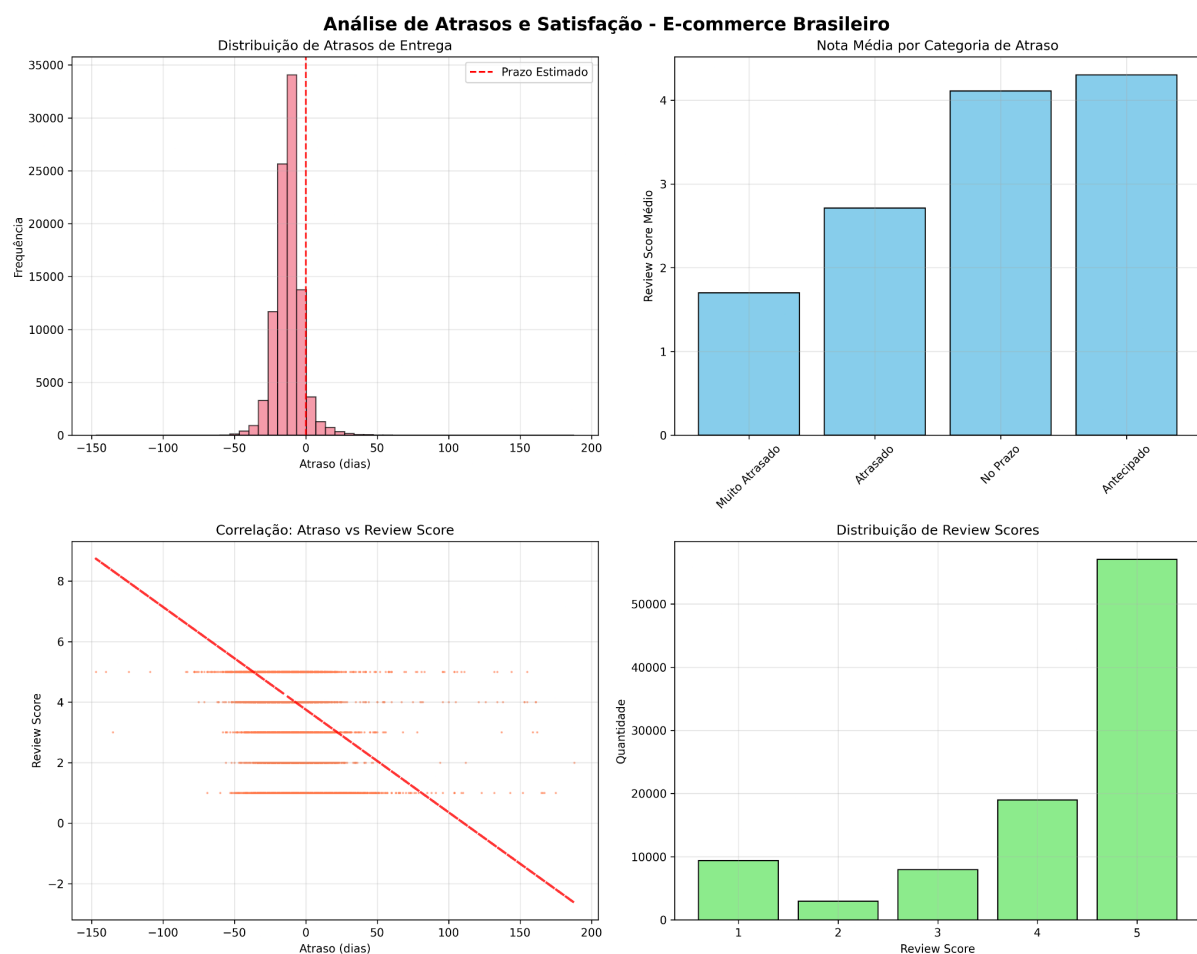 Análise de Atrasos e Satisfação - E-commerce Brasileiro
Distribuição de Atrasos de Entrega
35000
30000
25000
20000
15000
10000
5000
0
Frequência
Prazo Estimado
−150
−100
−50
0
50
100
150
200
Atraso (dias)
Nota Média por Categoria de Atraso
4
3
2
1
0
Review Score Médio
Muito Atrasado
Atrasado
No Prazo
Antecipado
Correlação: Atraso vs Review Score
8
6
4
2
0
−2
Review Score
−150
−100
−50
0
50
100
150
200
Atraso (dias)
Distribuição de Review Scores
50000
40000
30000
20000
10000
0
Quantidade
1
2
3
4
5
Review Score